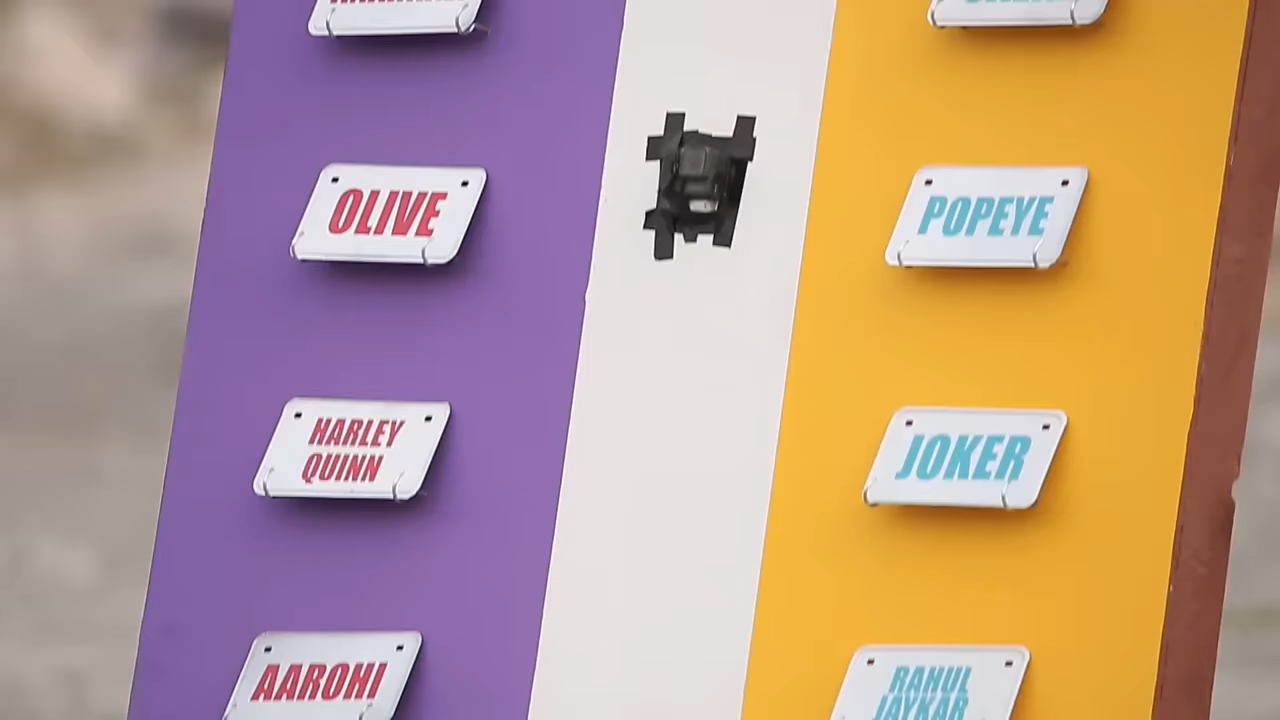 OLIVE
POPEYE
HARLEY
QUINN
JOKER
AAROHI
RAHUL
JAYKAR